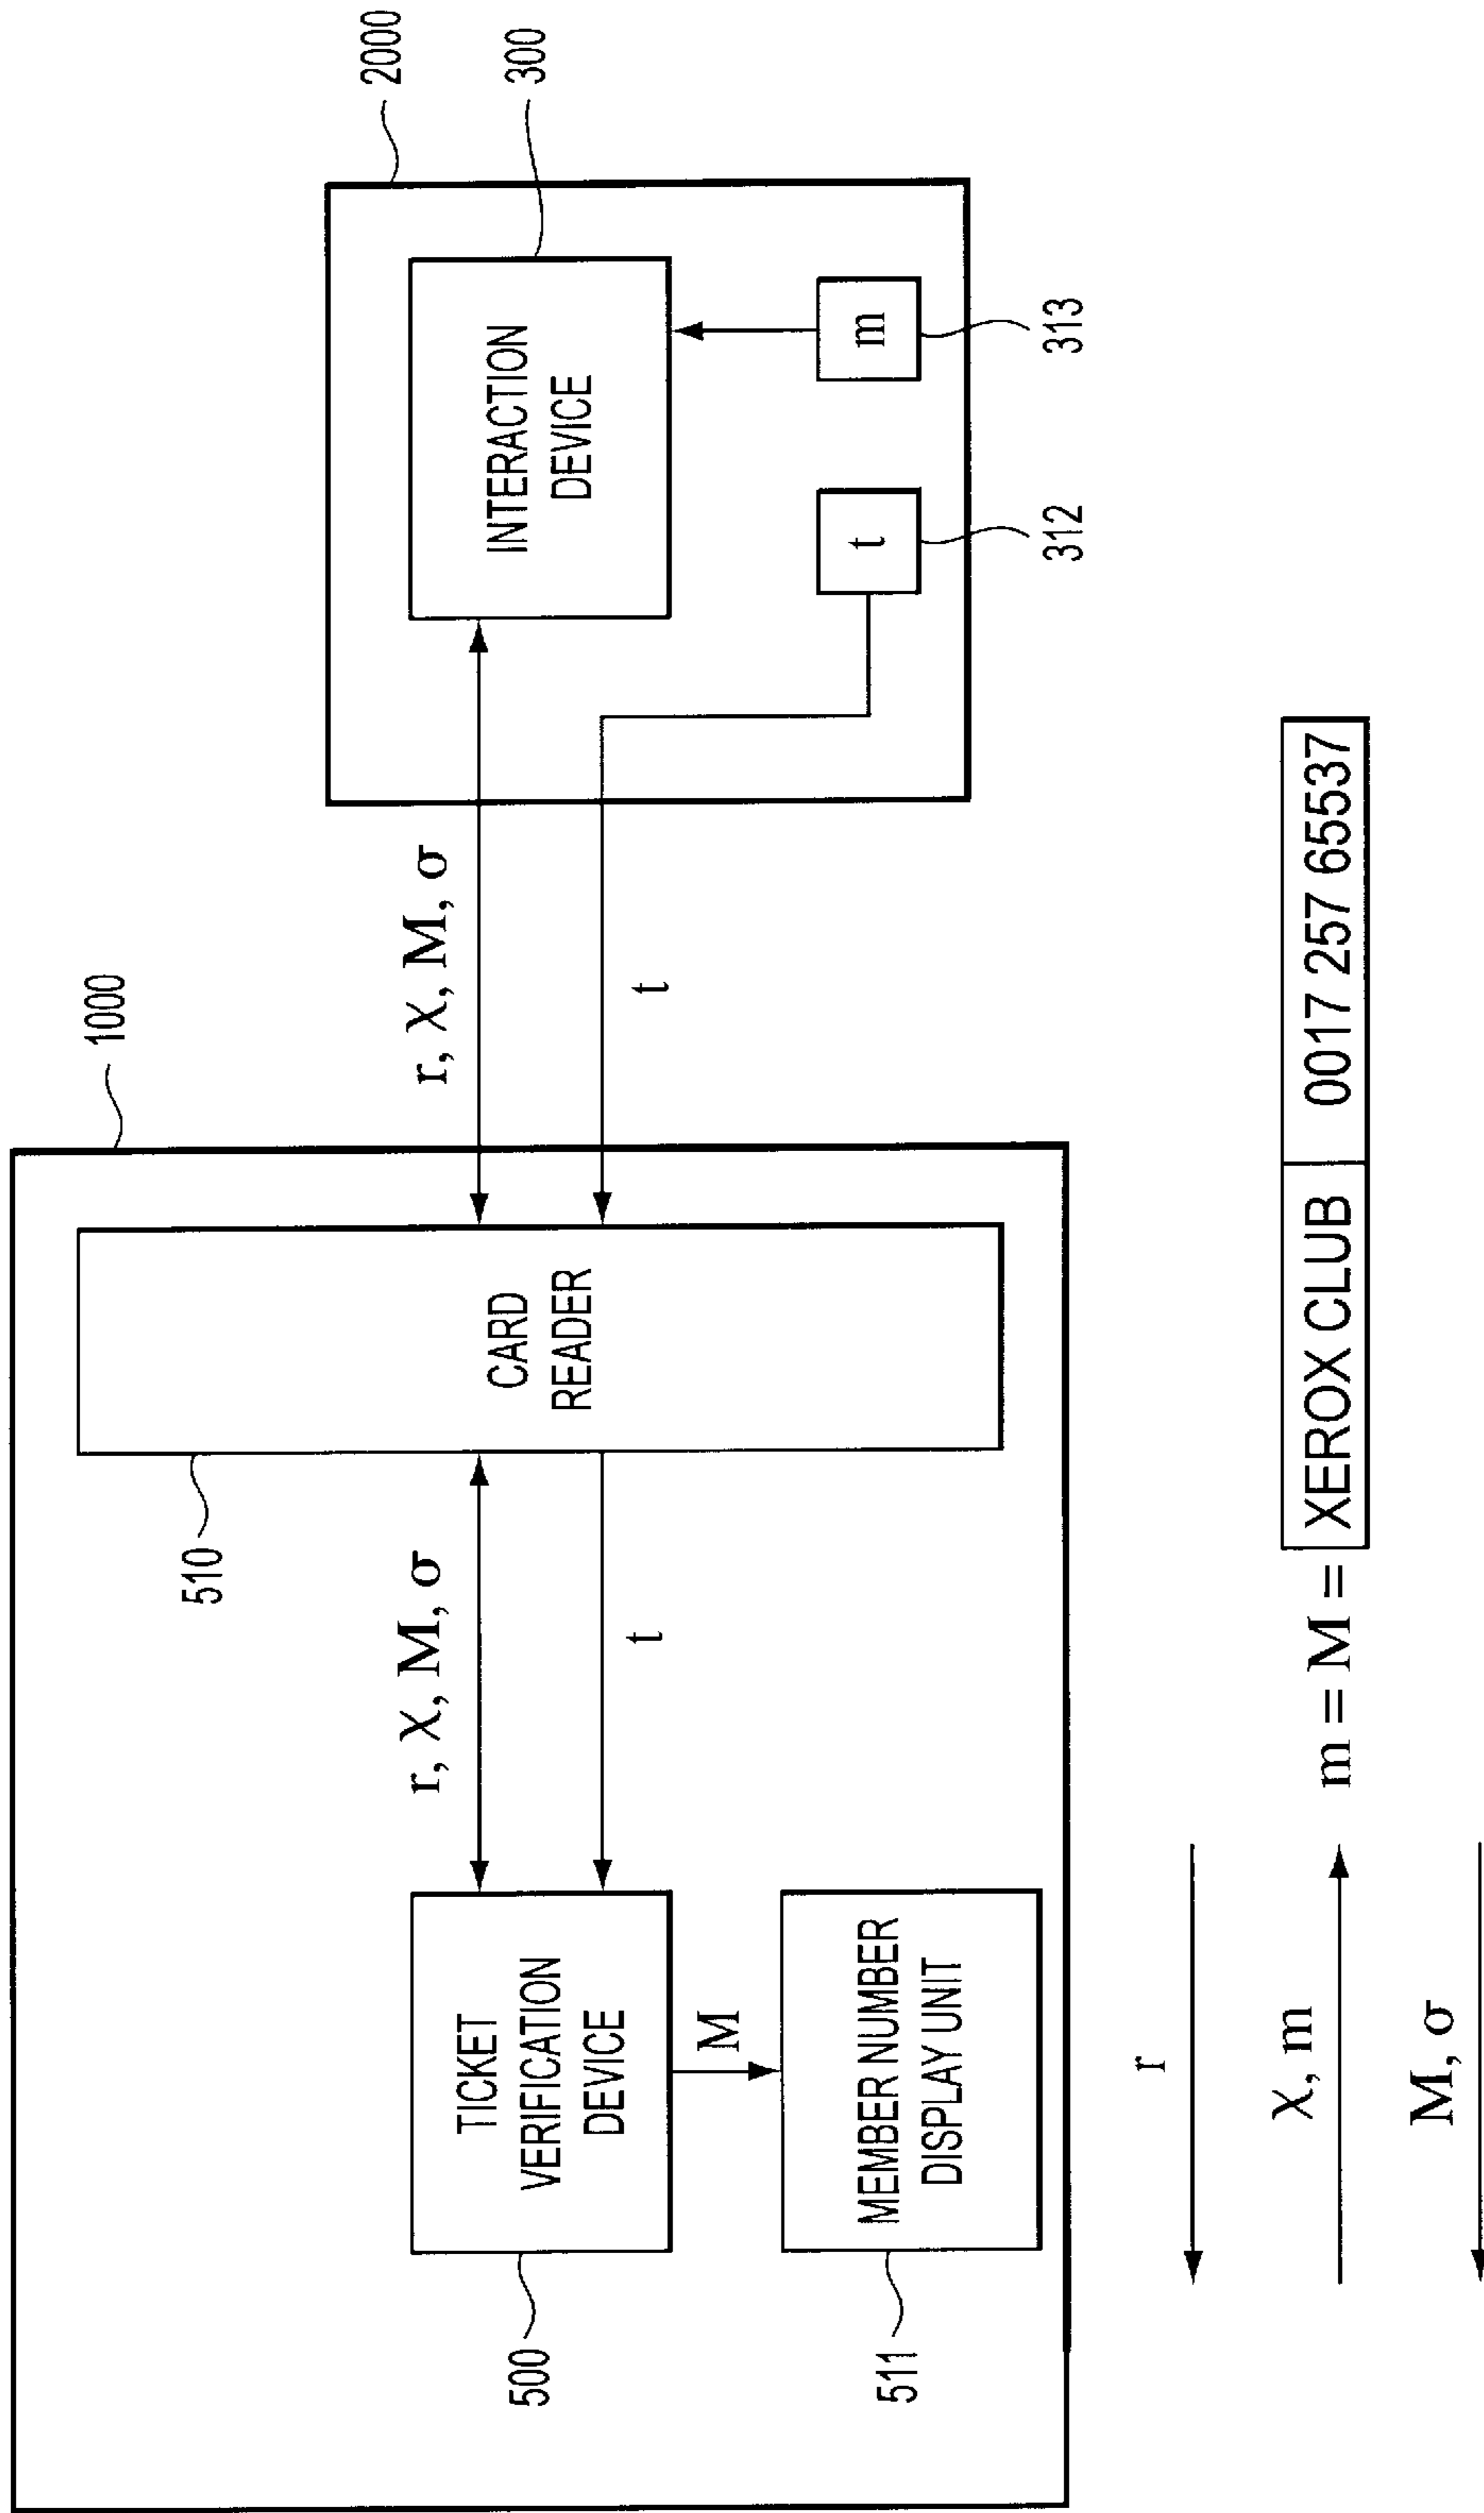 1000
2000
300
510
CARD
READER
INTERACTION
DEVICE
r, χ, M, σ
r, χ, M, σ
t
t
500
TICKET
VERIFICATION
DEVICE
M
511
MEMBER NUMBER
DISPLAY UNIT
t
312
m
313
r
χ, m
m = M = XEROX CLUB 0017 257 65537
M, σ